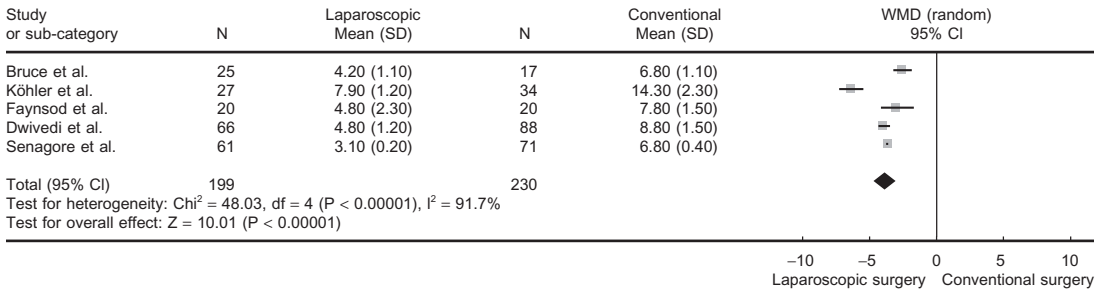 Study Laparoscopic Conventional WMD (random)
or sub-category N Mean (SD) N Mean (SD) 95% CI
Bruce et al. 25 4.20 (1.10) 17 6.80 (1.10)
Köhler et al. 27 7.90 (1.20) 34 14.30 (2.30)
Faynsod et al. 20 4.80 (2.30) 20 7.80 (1.50)
Dwivedi et al. 66 4.80 (1.20) 88 8.80 (1.50)
Senagore et al. 61 3.10 (0.20) 71 6.80 (0.40)
Total (95% CI) 199 230
Test for heterogeneity: Chi² = 48.03, df = 4 (P < 0.00001), I² = 91.7%
Test for overall effect: Z = 10.01 (P < 0.00001)
−10 −5 0 5 10
Laparoscopic surgery Conventional surgery